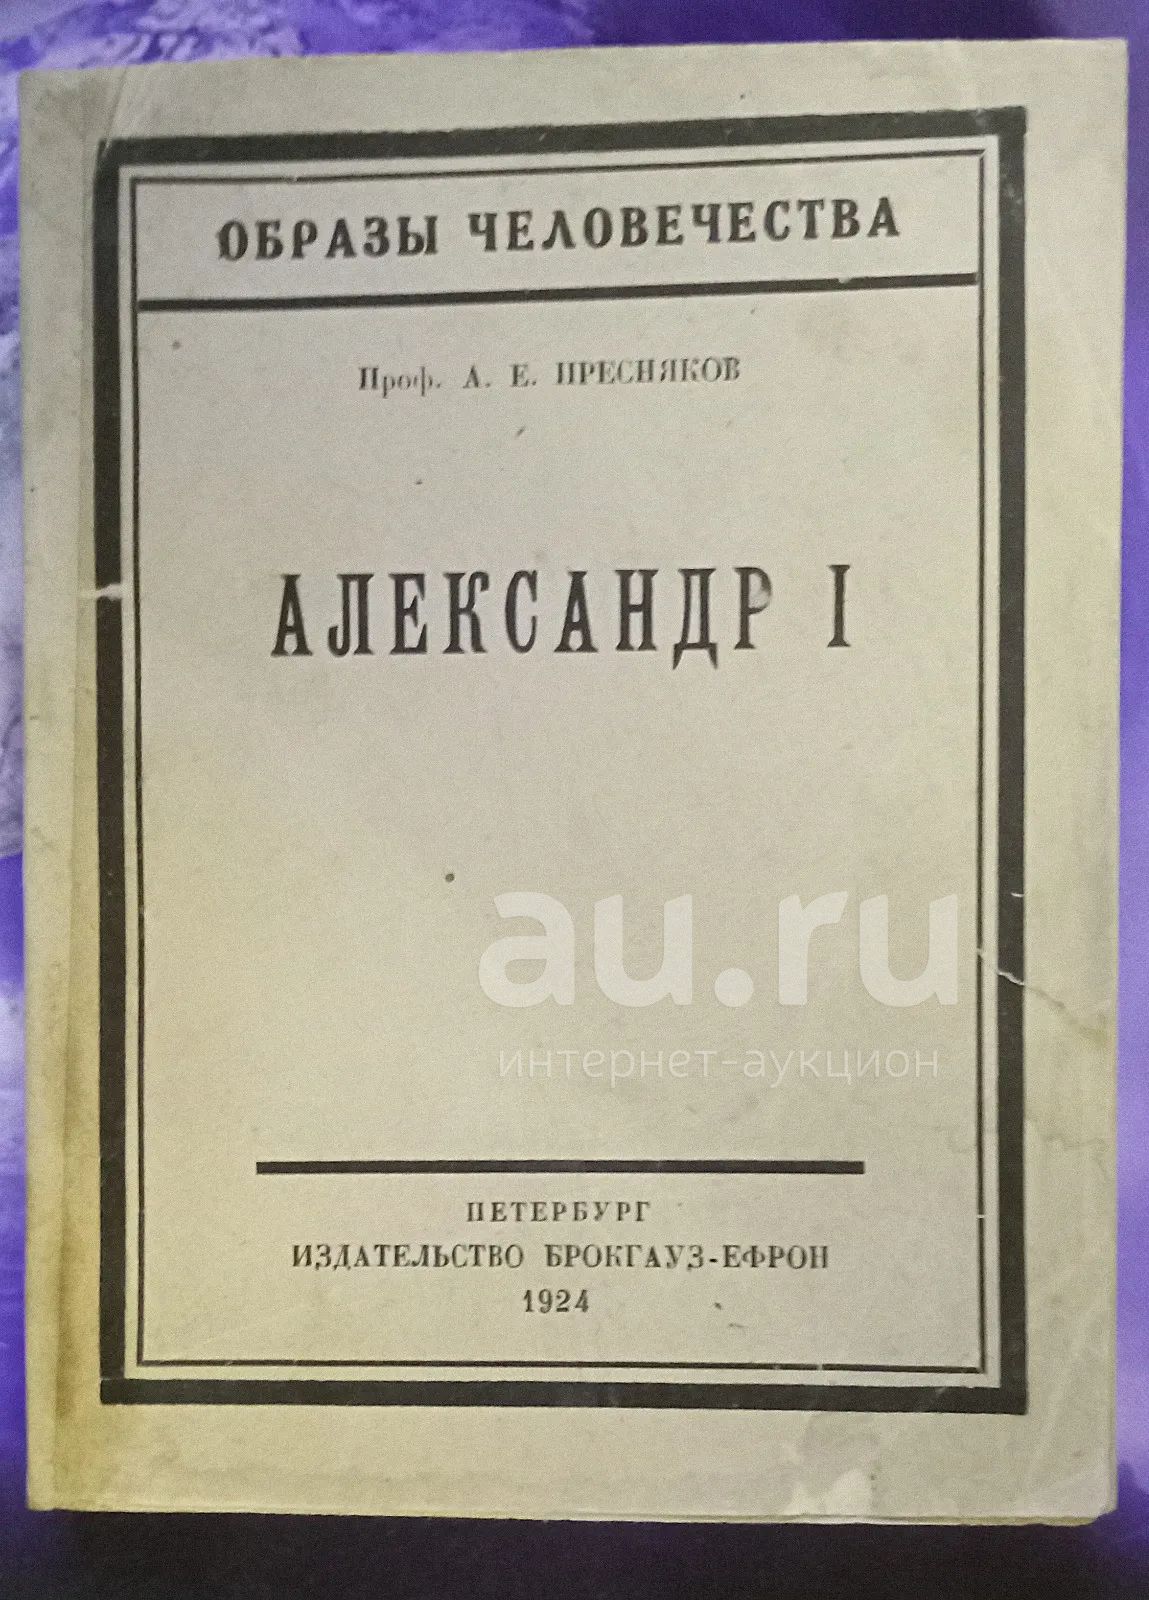 ОБРАЗЫ ЧЕЛОВЕЧЕСТВА
Проф. А. Е. ПРЕСНЯКОВ
АЛЕКСАНДР I
au.ru
интернет-аукцион
ПЕТЕРБУРГ
ИЗДАТЕЛЬСТВО БРОКГАУЗ-ЕФРОН
1924